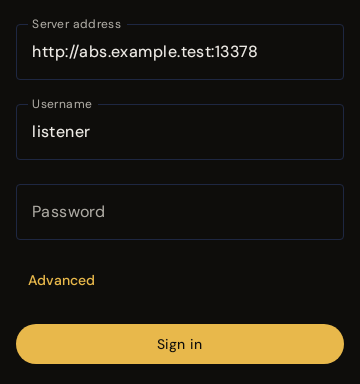 Server address
http://abs.example.test:13378
Username
listener
Password
Advanced
Sign in